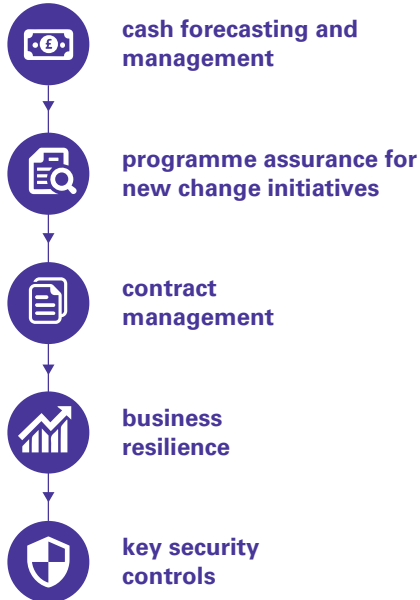 £
cash forecasting and
management
programme assurance for
new change initiatives
contract
management
business
resilience
key security
controls